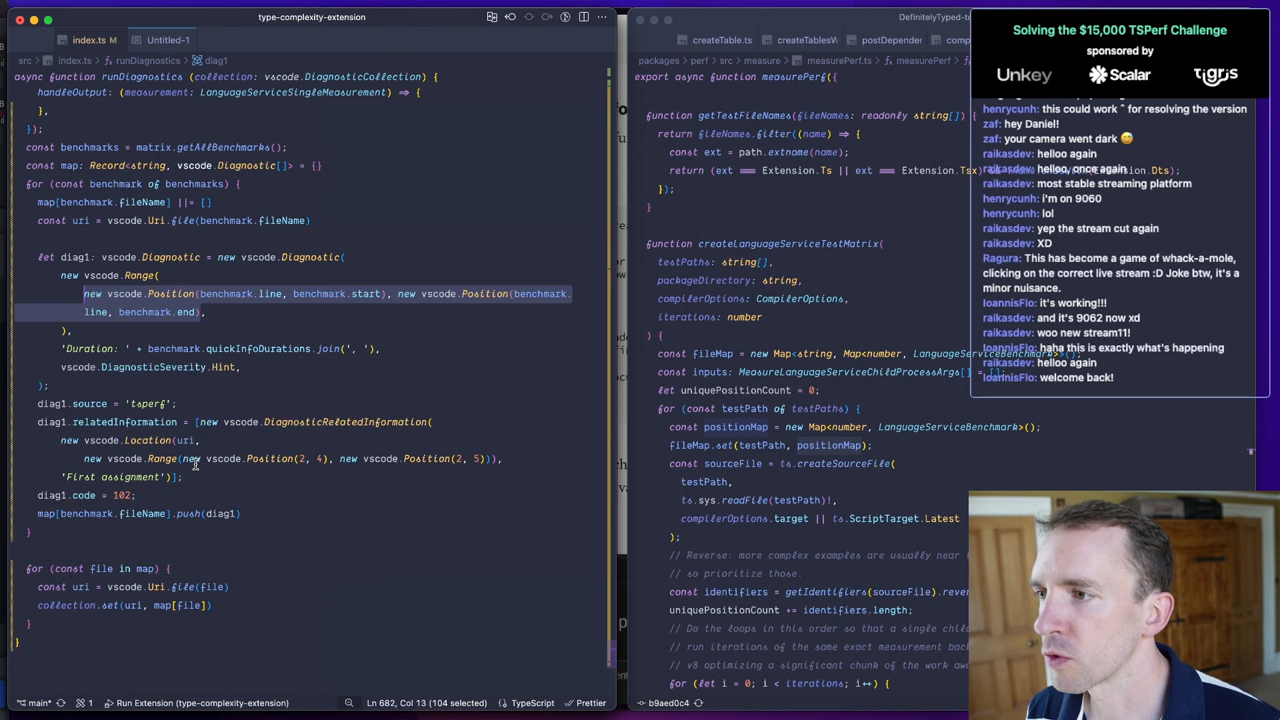 type-complexity-extension
index.ts M
Untitled-1
src > index.ts > runDiagnostics > diag1
async function runDiagnostics (collection: vscode.DiagnosticCollection) {
handleOutput: (measurement: LanguageServiceSingleMeasurement) => {
},
});
const benchmarks = matrix.getAllBenchmarks();
const map: Record<string, vscode.Diagnostic[]> = {}
for (const benchmark of benchmarks) {
map[benchmark.fileName] ||= []
const uri = vscode.Uri.file(benchmark.fileName)
let diag1: vscode.Diagnostic = new vscode.Diagnostic(
new vscode.Range(
new vscode.Position(benchmark.line, benchmark.start), new vscode.Position(benchmark.
line, benchmark.end),
),
'Duration: ' + benchmark.quickInfoDurations.join(', '),
vscode.DiagnosticSeverity.Hint,
);
diag1.source = 'tsperf';
diag1.relatedInformation = [new vscode.DiagnosticRelatedInformation(
new vscode.Location(uri,
new vscode.Range(new vscode.Position(2, 4), new vscode.Position(2, 5))),
'First assignment')];
diag1.code = 102;
map[benchmark.fileName].push(diag1)
}
for (const file in map) {
const uri = vscode.Uri.file(file)
collection.set(uri, map[file])
}
}
main*
1
Run Extension (type-complexity-extension)
Ln 682, Col 13 (104 selected)
TypeScript
Prettier
DefinitelyTyped-to
createTable.ts
createTablesW
postDepender
comp
packages > perf > src > measure > measurePerf.ts > measurePerf >
export async function measurePerf({
function getTestFileNames(fileNames: readonly string[]) {
return fileNames.filter((name) => {
const ext = path.extname(name);
return (ext === Extension.Ts || ext === Extension.Tsx) Extension.Dts);
});
}
function createLanguageServiceTestMatrix(
testPaths: string[],
packageDirectory: string,
compilerOptions: CompilerOptions,
iterations: number
) {
const fileMap = new Map<string, Map<number, LanguageServiceBenchmark>>();
const inputs: MeasureLanguageServiceChildProcessArgs[] = [];
let uniquePositionCount = 0;
for (const testPath of testPaths) {
const positionMap = new Map<number, LanguageServiceBenchmark>();
fileMap.set(testPath, positionMap);
const sourceFile = ts.createSourceFile(
testPath,
ts.sys.readFile(testPath)!,
compilerOptions.target || ts.ScriptTarget.Latest
);
// Reverse: more complex examples are usually near t
// so prioritize those.
const identifiers = getIdentifiers(sourceFile).rever
uniquePositionCount += identifiers.length;
// Do the loops in this order so that a single chil
// run iterations of the same exact measurement bac
// v8 optimizing a significant chunk of the work awa
for (let i = 0; i < iterations; i++) {
b9aed0c4
Solving the $15,000 TSPerf Challenge
sponsored by
Unkey
Scalar
tigris
henrycunh: this could work ^ for resolving the version
zaf: hey Daniel!
zaf: your camera went dark 😅
raikasdev: helloo again
raikasdev: helloo, once again
raikasdev: most stable streaming platform
henrycunh: i'm on 9060
henrycunh: lol
raikasdev: yep the stream cut again
raikasdev: XD
Ragura: This has become a game of whack-a-mole,
clicking on the correct live stream :D Joke btw, it's a
minor nuisance.
IoannisFlo: it's working!!!
raikasdev: and it's 9062 now xd
raikasdev: woo new stream11!
IoannisFlo: haha this is exactly what's happening
raikasdev: helloo again
IoannisFlo: welcome back!